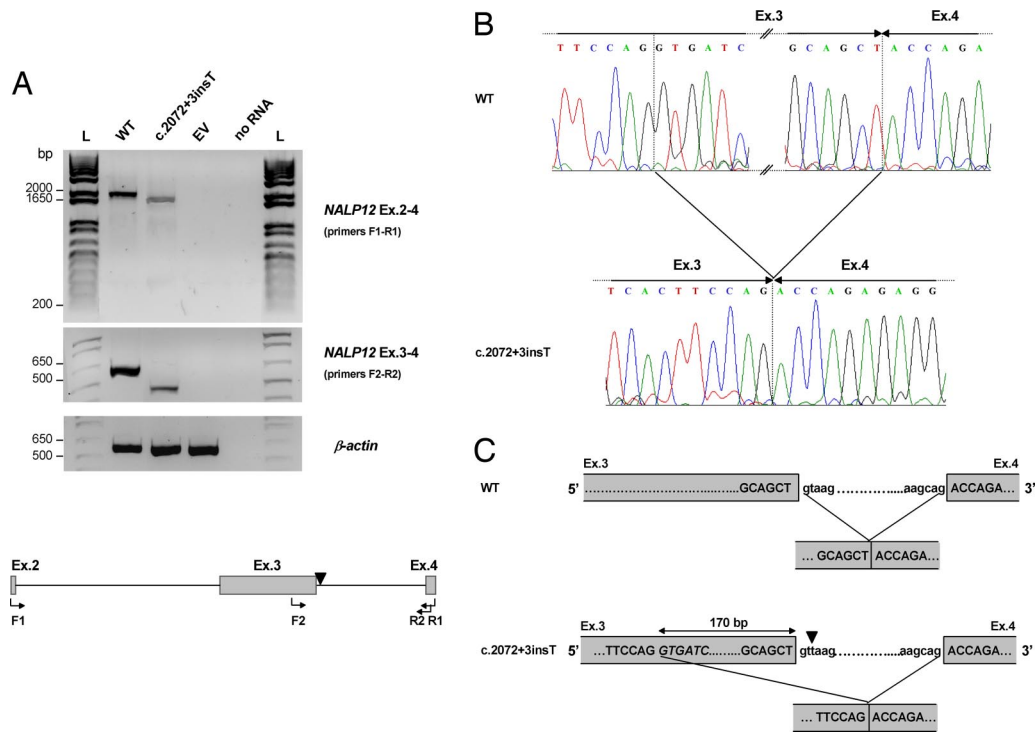 A
L WT c.2072+3insT EV no RNA L
bp
2000
1650
200
NALP12 Ex.2-4
(primers F1-R1)
650
500
NALP12 Ex.3-4
(primers F2-R2)
650
500
β-actin
Ex.2 Ex.3 Ex.4
F1 F2 R2 R1
B
Ex.3 Ex.4
T T C C A G G T G A T C G C A G C T A C C A G A
WT
Ex.3 Ex.4
T C A C T T C C A G A C C A G A G A G G
c.2072+3insT
C
Ex.3 Ex.4
WT 5’ ...........................................GCAGCT gtaag.................aagcag ACCAGA... 3’
... GCAGCT ACCAGA...
170 bp
Ex.3 Ex.4
c.2072+3insT 5’ ...TTCCAG GTGATC.........GCAGCT gttaag.................aagcag ACCAGA... 3’
... TTCCAG ACCAGA...